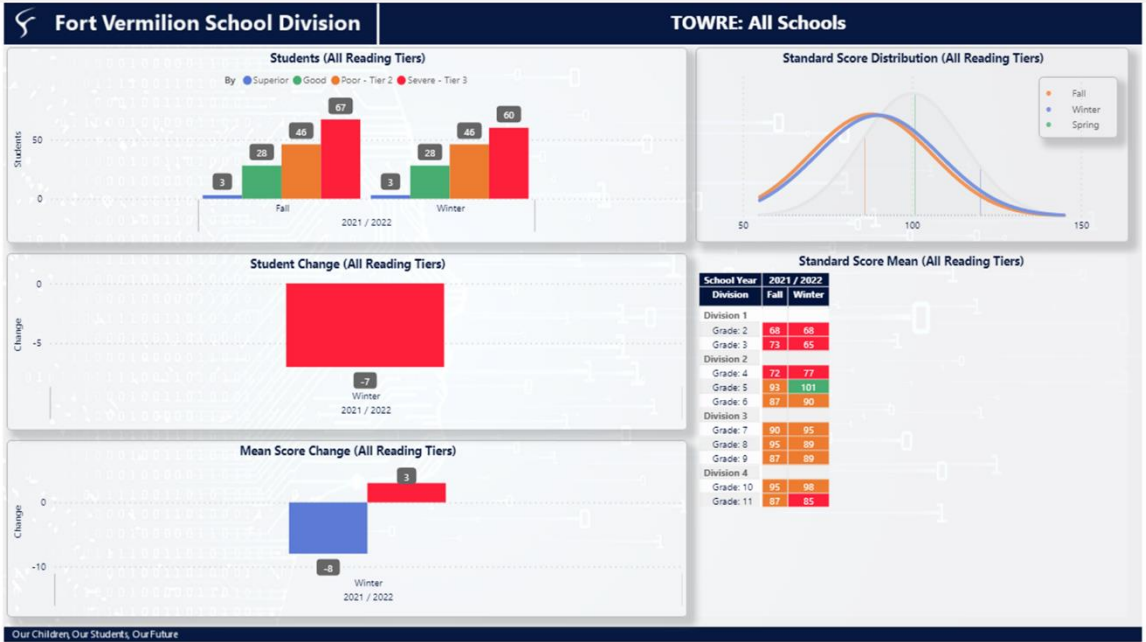 Fort Vermilion School Division
TOWRE: All Schools
Students (All Reading Tiers)
By Superior Good Poor - Tier 2 Severe - Tier 3
Students
50
0
3
28
46
67
3
28
46
60
Fall
Winter
2021 / 2022
Standard Score Distribution (All Reading Tiers)
Fall
Winter
Spring
50
100
150
Student Change (All Reading Tiers)
Change
0
-5
-7
Winter
2021 / 2022
Mean Score Change (All Reading Tiers)
Change
0
-10
3
-8
Winter
2021 / 2022
Standard Score Mean (All Reading Tiers)
School Year 2021 / 2022
Division Fall Winter
Division 1
Grade: 2 68 68
Grade: 3 73 65
Division 2
Grade: 4 72 77
Grade: 5 93 101
Grade: 6 87 90
Division 3
Grade: 7 90 95
Grade: 8 95 89
Grade: 9 87 89
Division 4
Grade: 10 95 98
Grade: 11 87 85
Our Children, Our Students, Our Future